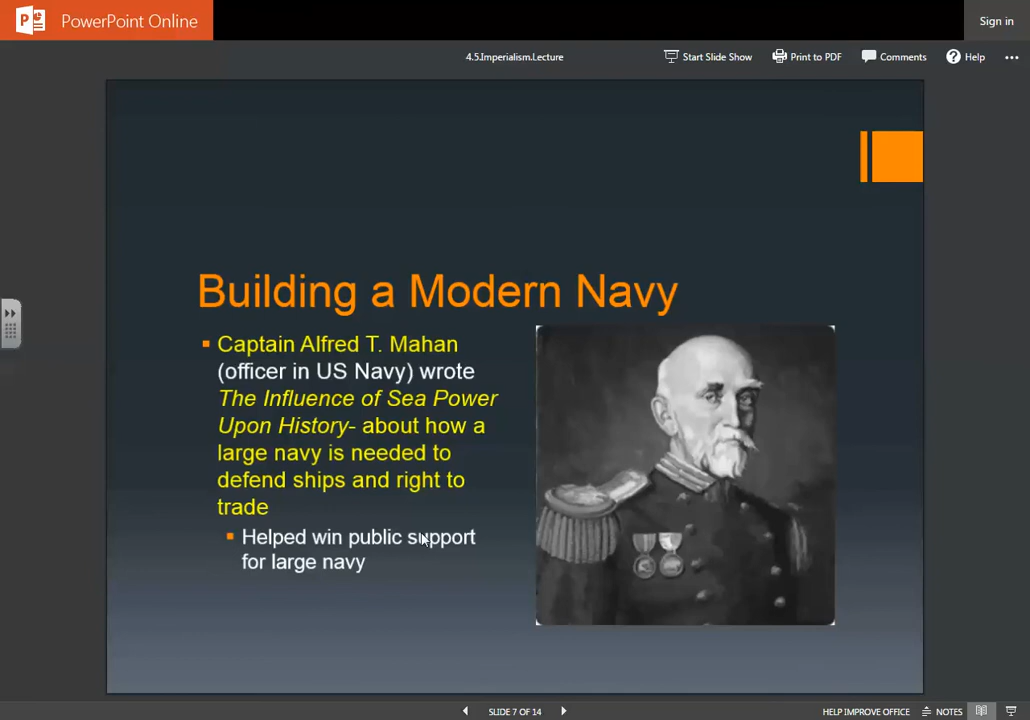 PowerPoint Online
Sign in
4.5.Imperialism.Lecture
Start Slide Show
Print to PDF
Comments
Help
Building a Modern Navy
Captain Alfred T. Mahan
(officer in US Navy) wrote
The Influence of Sea Power
Upon History- about how a
large navy is needed to
defend ships and right to
trade
Helped win public support
for large navy
SLIDE 7 OF 14
HELP IMPROVE OFFICE
NOTES